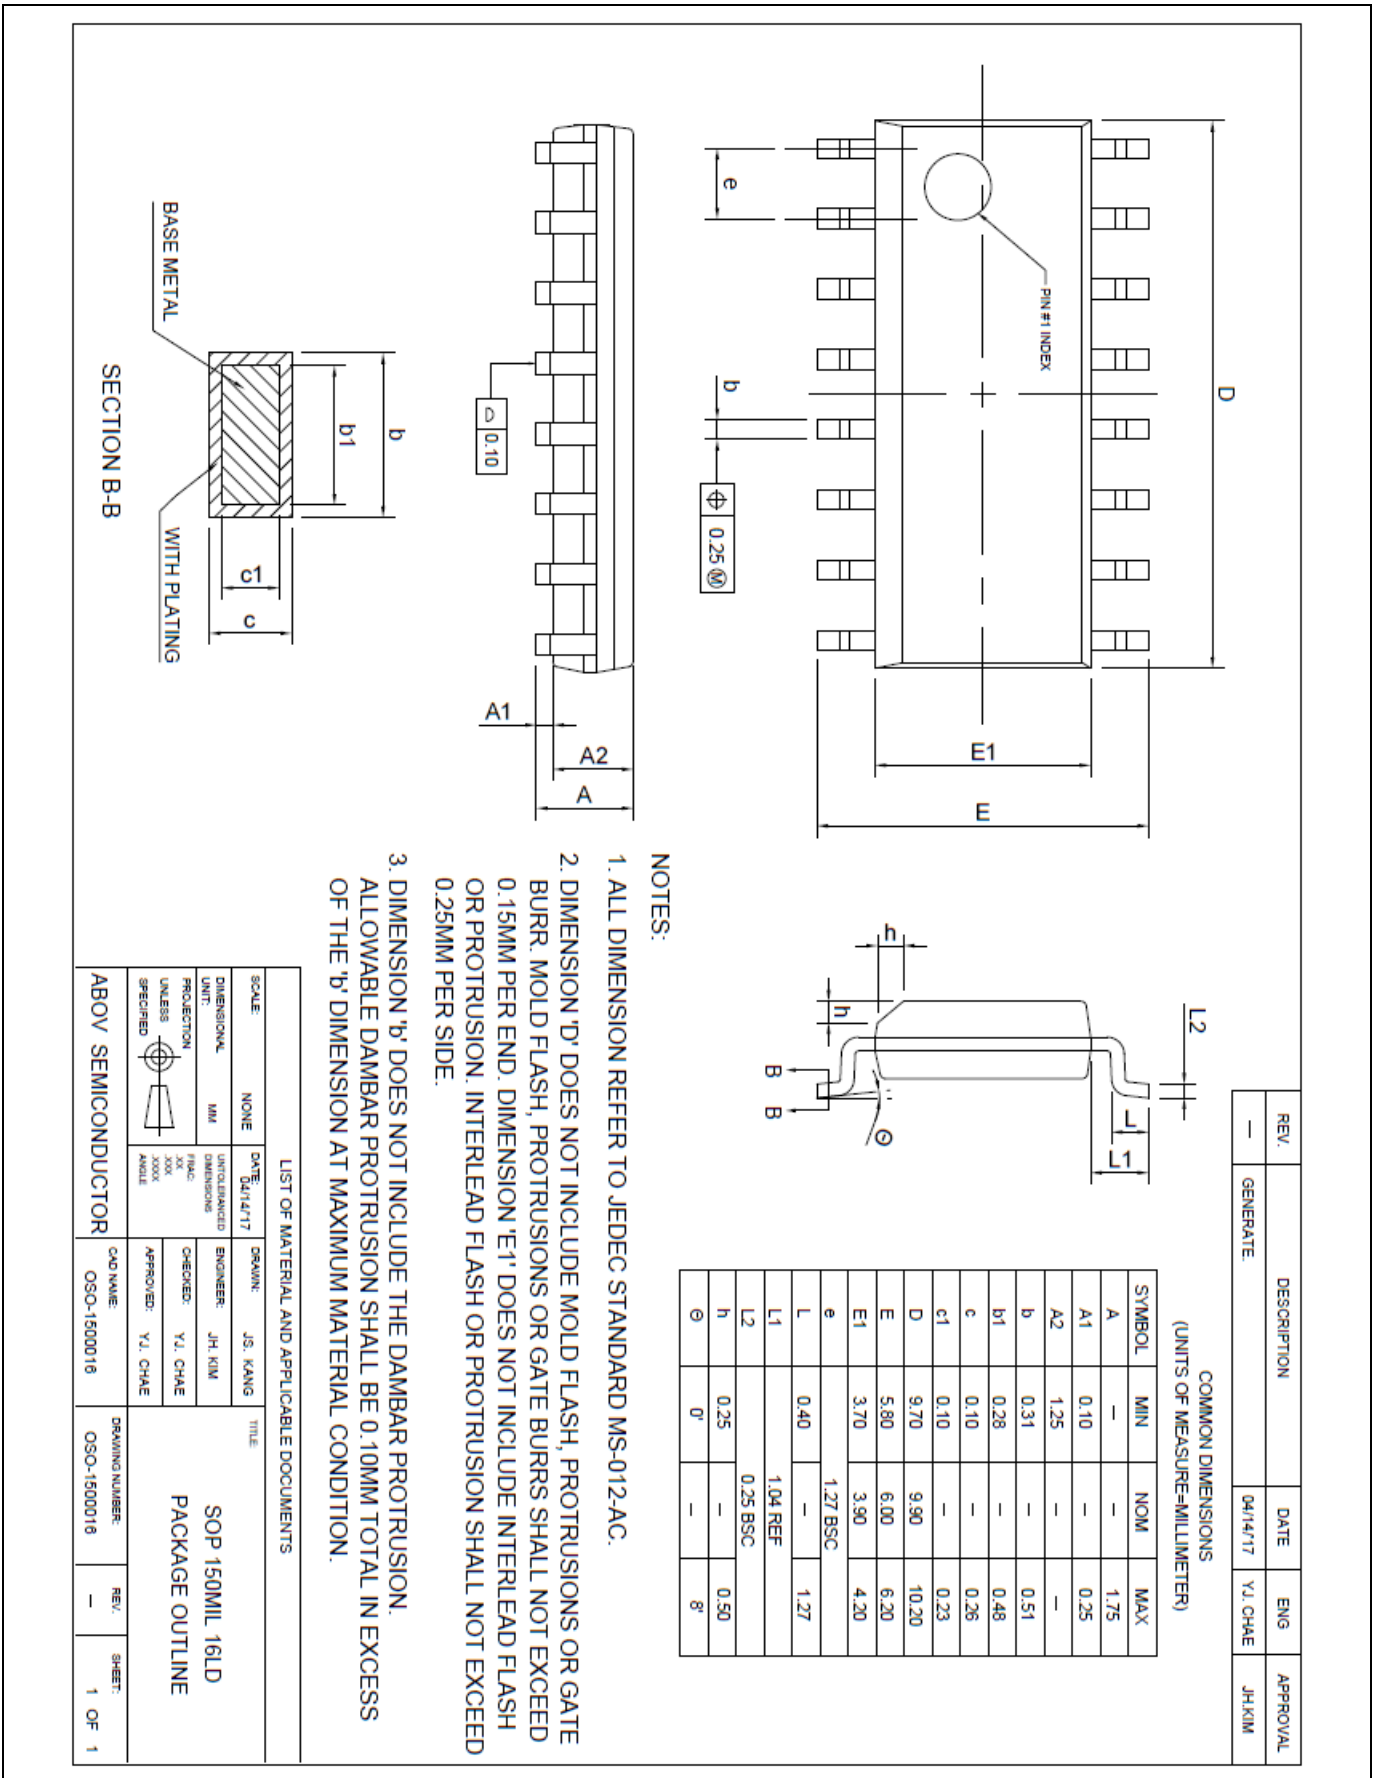 REV.
DESCRIPTION
DATE
ENG
APPROVAL
—
GENERATE.
04/14/17
YJ. CHAE
JH.KIM
D
PIN #1 INDEX
e
b
0.25 Ⓜ
E1
E
L2
L
L1
h
h
B
B
Θ
0.10
A1
A2
A
b
b1
c1
c
BASE METAL
WITH PLATING
SECTION B-B
COMMON DIMENSIONS
(UNITS OF MEASURE=MILLIMETER)
SYMBOL MIN NOM MAX
A — — 1.75
A1 0.10 — 0.25
A2 1.25 — —
b 0.31 — 0.51
b1 0.28 — 0.48
c 0.10 — 0.26
c1 0.10 — 0.23
D 9.70 9.90 10.20
E 5.80 6.00 6.20
E1 3.70 3.90 4.20
e 1.27 BSC
L 0.40 — 1.27
L1 1.04 REF
L2 0.25 BSC
h 0.25 — 0.50
Θ 0° — 8°
NOTES:
1. ALL DIMENSION REFER TO JEDEC STANDARD MS-012-AC.
2. DIMENSION 'D' DOES NOT INCLUDE MOLD FLASH, PROTRUSIONS OR GATE
BURR. MOLD FLASH, PROTRUSIONS OR GATE BURRS SHALL NOT EXCEED
0.15MM PER END. DIMENSION 'E1' DOES NOT INCLUDE INTERLEAD FLASH
OR PROTRUSION. INTERLEAD FLASH OR PROTRUSION SHALL NOT EXCEED
0.25MM PER SIDE.
3. DIMENSION 'b' DOES NOT INCLUDE THE DAMBAR PROTRUSION.
ALLOWABLE DAMBAR PROTRUSION SHALL BE 0.10MM TOTAL IN EXCESS
OF THE 'b' DIMENSION AT MAXIMUM MATERIAL CONDITION.
LIST OF MATERIAL AND APPLICABLE DOCUMENTS
SCALE:
NONE
DATE:
04/14/17
DRAWN:
JS. KANG
TITLE:
DIMENSIONAL
UNIT:
MM
UNTOLERANCED
DIMENSIONS
ENGINEER:
JH. KIM
PROJECTION
UNLESS
SPECIFIED
FRAC:
.XX
.XXX
.XXXX
ANGLE
CHECKED:
YJ. CHAE
APPROVED:
YJ. CHAE
SOP 150MIL 16LD
PACKAGE OUTLINE
ABOV SEMICONDUCTOR
CAD NAME:
OSO-1500016
DRAWING NUMBER:
OSO-1500016
REV.
—
SHEET:
1 OF 1